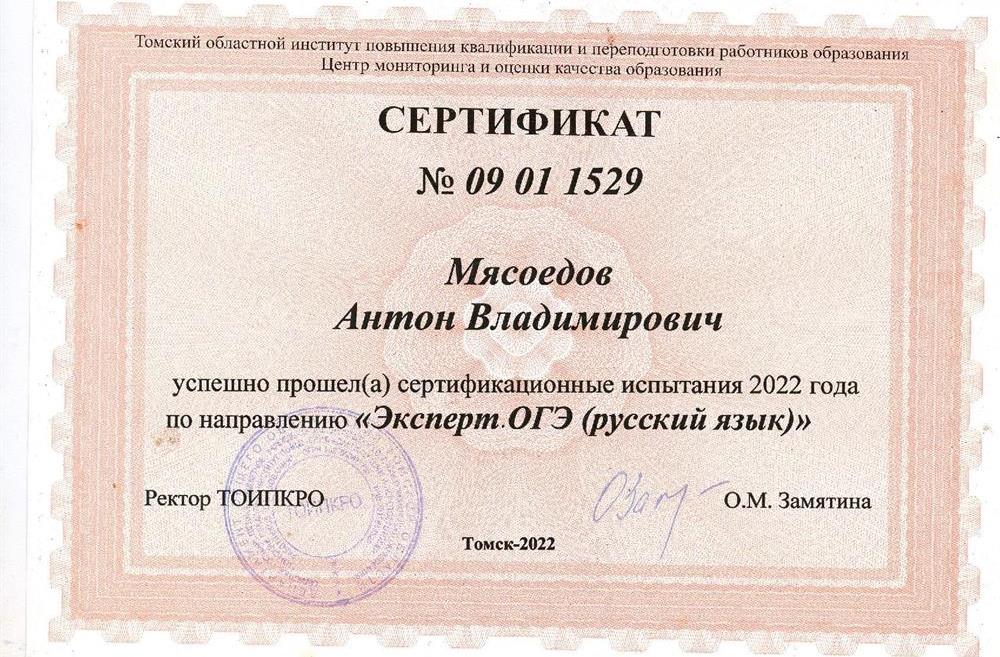 Томский областной институт повышения квалификации и переподготовки работников образования
Центр мониторинга и оценки качества образования
СЕРТИФИКАТ
№ 09 01 1529
Мясоедов
Антон Владимирович
успешно прошел(а) сертификационные испытания 2022 года
по направлению «Эксперт ОГЭ (русский язык)»
Ректор ТОИПКРО
О.М. Замятина
ТОИПКРО
Томск-2022